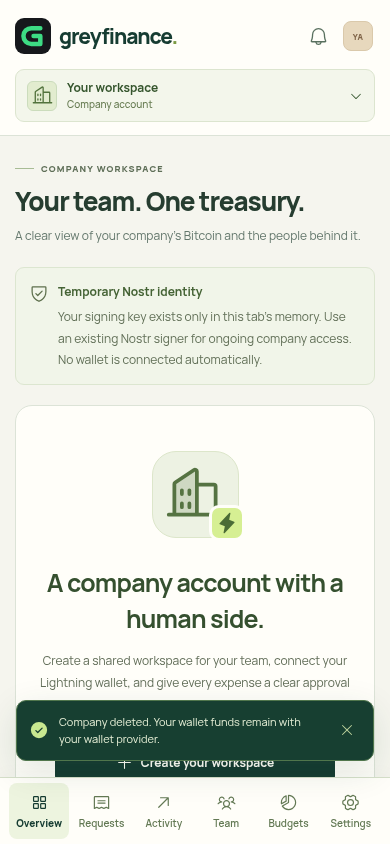 greyfinance.
YA
Your workspace
Company account
COMPANY WORKSPACE
Your team. One treasury.
A clear view of your company's Bitcoin and the people behind it.
Temporary Nostr identity
Your signing key exists only in this tab's memory. Use
an existing Nostr signer for ongoing company access.
No wallet is connected automatically.
A company account with a
human side.
Create a shared workspace for your team, connect your
Lightning wallet, and give every expense a clear approval
Company deleted. Your wallet funds remain with
your wallet provider.
Create your workspace
Overview
Requests
Activity
Team
Budgets
Settings